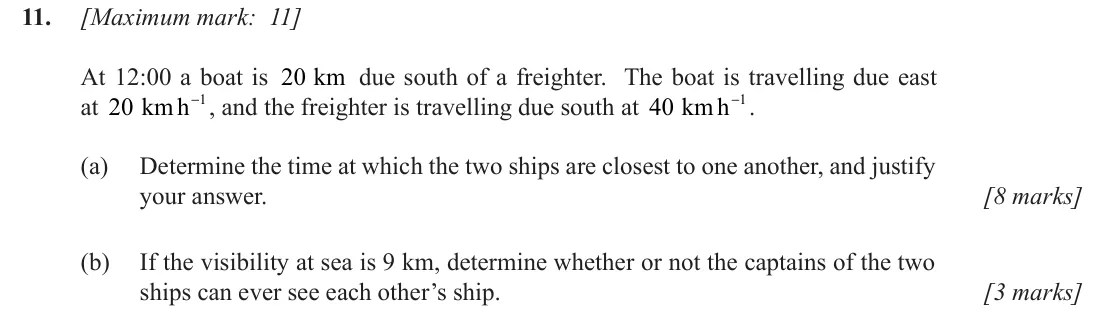 11. [Maximum mark: 11]
At 12:00 a boat is 20 km due south of a freighter. The boat is travelling due east
at 20 km h⁻¹, and the freighter is travelling due south at 40 km h⁻¹.
(a) Determine the time at which the two ships are closest to one another, and justify
your answer. [8 marks]
(b) If the visibility at sea is 9 km, determine whether or not the captains of the two
ships can ever see each other’s ship. [3 marks]